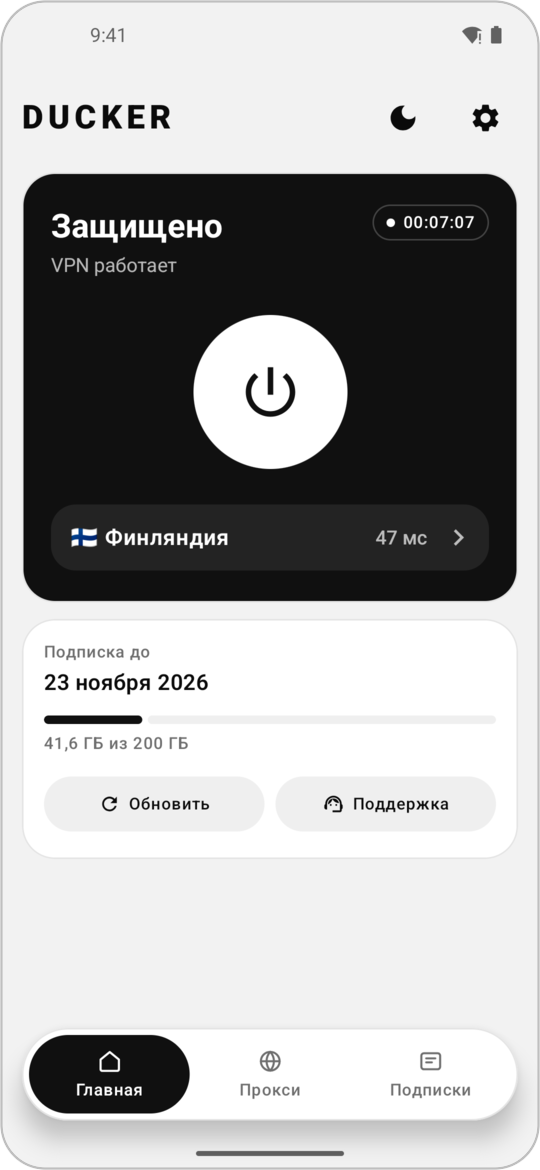 9:41
DUCKER
Защищено
00:07:07
VPN работает
Финляндия
47 мс
Подписка до
23 ноября 2026
41,6 ГБ из 200 ГБ
Обновить
Поддержка
Главная
Прокси
Подписки